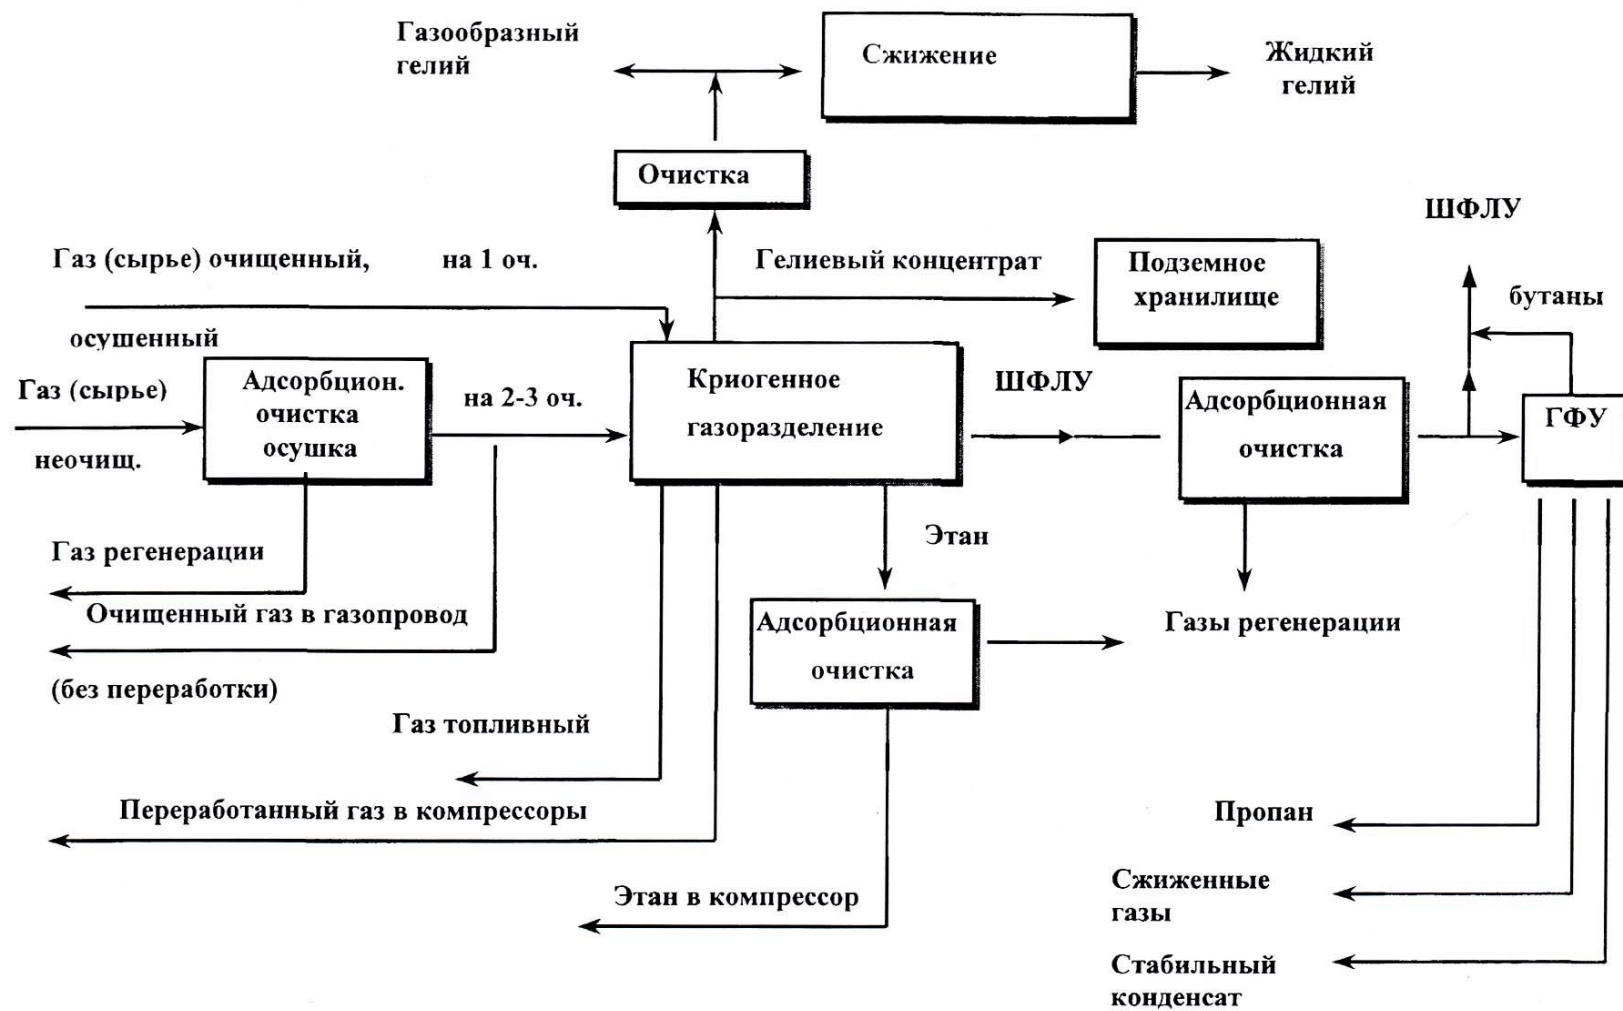 Газообразный
гелий
Сжижение
Жидкий
гелий
Очистка
ШФЛУ
Газ (сырье) очищенный, на 1 оч.
осушенный
Гелиевый концентрат
Подземное
хранилище
бутаны
Газ (сырье)
неочищ.
Адсорбцион.
очистка
осушка
на 2-3 оч.
Криогенное
газоразделение
ШФЛУ
Адсорбционная
очистка
ГФУ
Газ регенерации
Этан
Очищенный газ в газопровод
(без переработки)
Адсорбционная
очистка
Газы регенерации
Газ топливный
Переработанный газ в компрессоры
Пропан
Этан в компрессор
Сжиженные
газы
Стабильный
конденсат